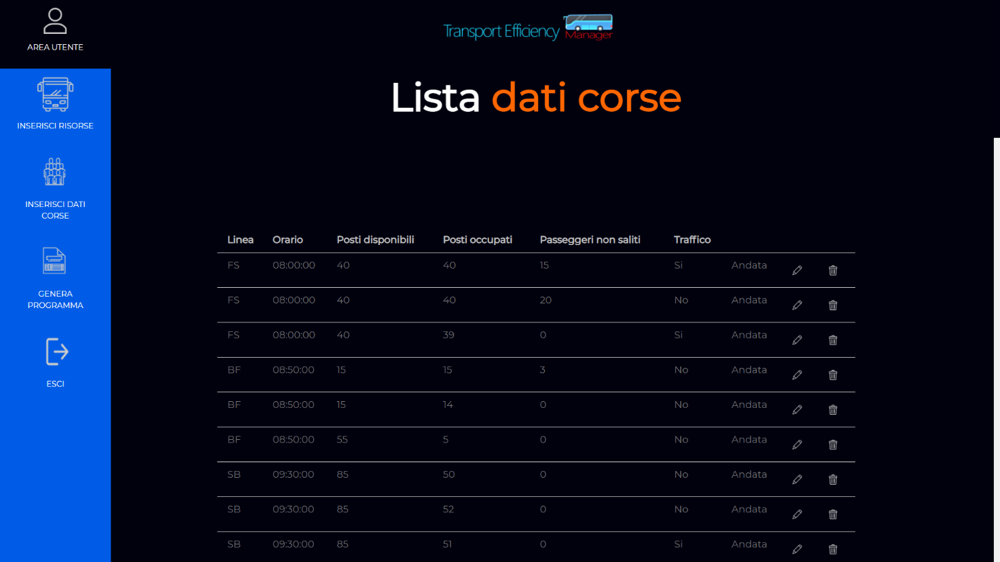 AREA UTENTE
Transport Efficiency Manager
INSERISCI RISORSE
INSERISCI DATI
CORSE
GENERA
PROGRAMMA
ESCI
Lista dati corse
Linea Orario Posti disponibili Posti occupati Passeggeri non saliti Traffico
FS 08:00:00 40 40 15 Si Andata
FS 08:00:00 40 40 20 No Andata
FS 08:00:00 40 39 0 Si Andata
BF 08:50:00 15 15 3 No Andata
BF 08:50:00 15 14 0 No Andata
BF 08:50:00 55 5 0 No Andata
SB 09:30:00 85 50 0 No Andata
SB 09:30:00 85 52 0 No Andata
SB 09:30:00 85 51 0 Si Andata